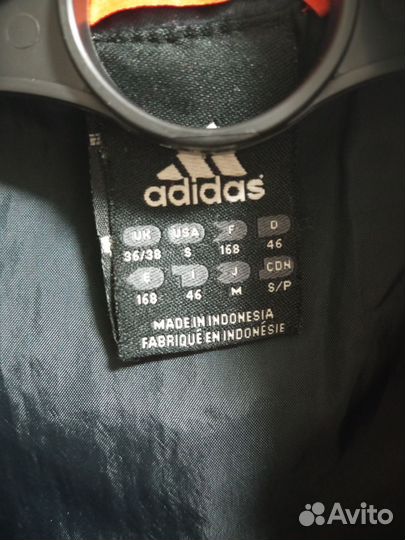 adidas
UK USA F D
36/38 S 168 46
E I J CDN
168 46 M S/P
MADE IN INDONESIA
FABRIQUÉ EN INDONÉSIE
Avito